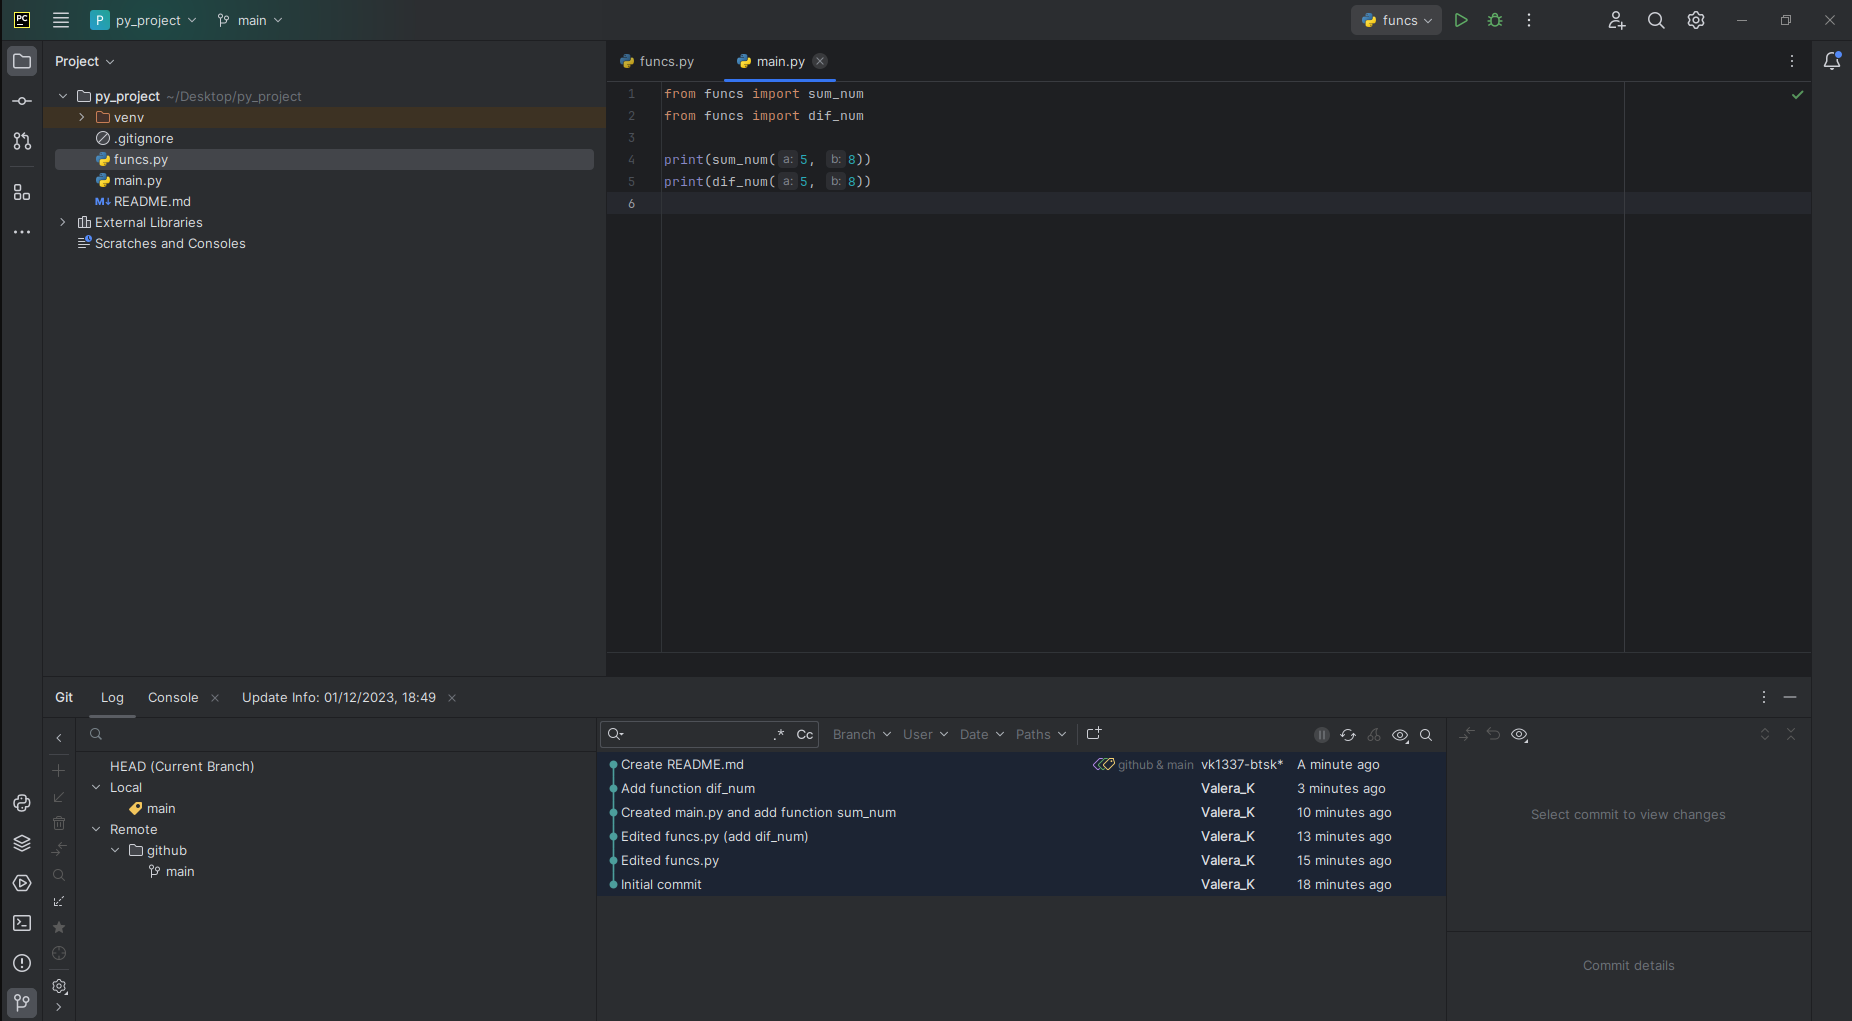 PC P py_project main funcs
Project
py_project ~/Desktop/py_project
venv
.gitignore
funcs.py
main.py
M↓ README.md
External Libraries
Scratches and Consoles
funcs.py main.py
1 from funcs import sum_num
2 from funcs import dif_num
3
4 print(sum_num( a: 5, b: 8))
5 print(dif_num( a: 5, b: 8))
6
Git Log Console Update Info: 01/12/2023, 18:49
HEAD (Current Branch)
Local
main
Remote
github
main
.* Cc Branch User Date Paths
Create README.md github & main vk1337-btsk* A minute ago
Add function dif_num Valera_K 3 minutes ago
Created main.py and add function sum_num Valera_K 10 minutes ago
Edited funcs.py (add dif_num) Valera_K 13 minutes ago
Edited funcs.py Valera_K 15 minutes ago
Initial commit Valera_K 18 minutes ago
Select commit to view changes
Commit details